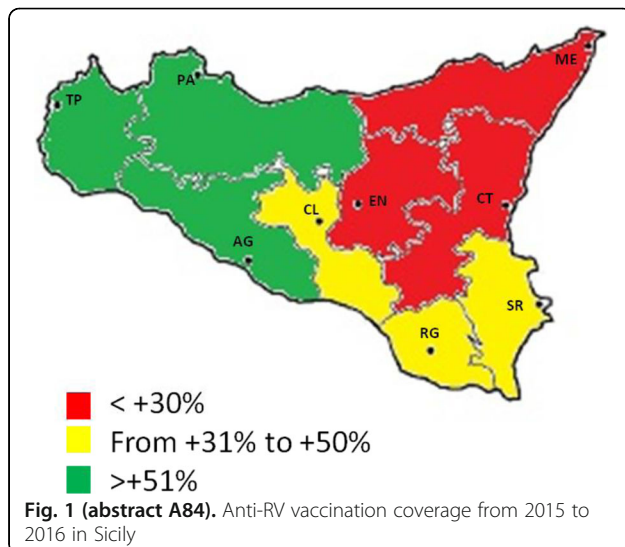 ME
PA
TP
EN
CT
CL
AG
SR
RG
< +30%
From +31% to +50%
>+51%
Fig. 1 (abstract A84). Anti-RV vaccination coverage from 2015 to
2016 in Sicily